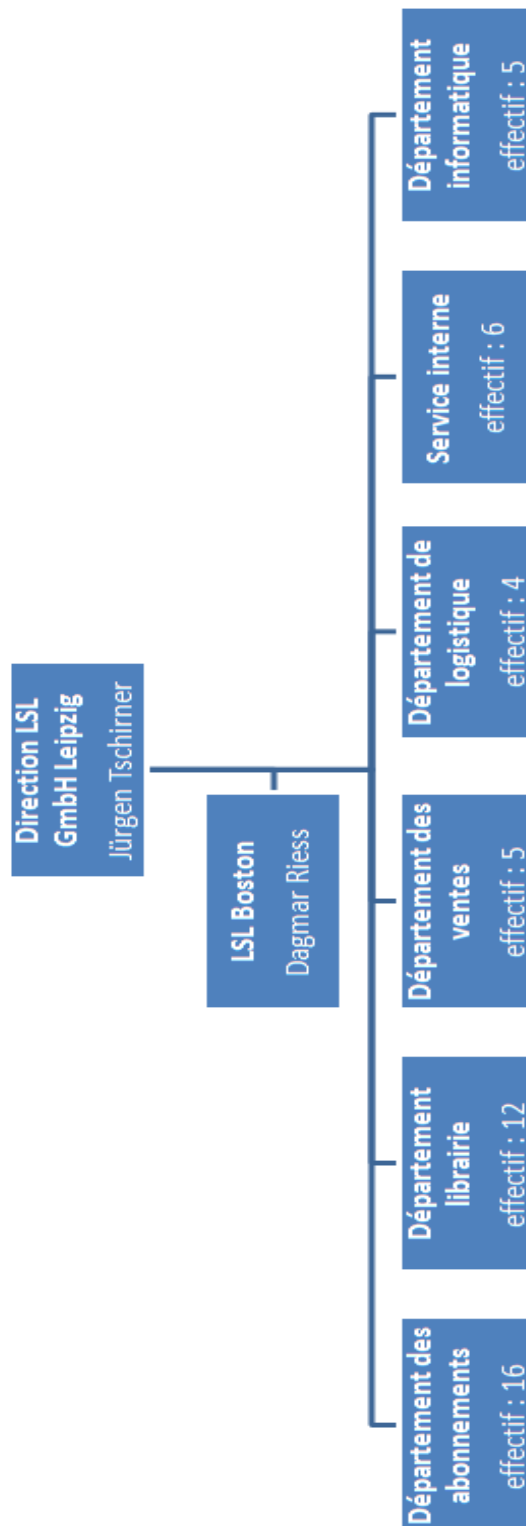 Direction LSL
GmbH Leipzig
Jürgen Tschirner
LSL Boston
Dagmar Riess
Département des
abonnements
effectif : 16
Département
librairie
effectif : 12
Département des
ventes
effectif : 5
Département de
logistique
effectif : 4
Service interne
effectif : 6
Département
informatique
effectif : 5